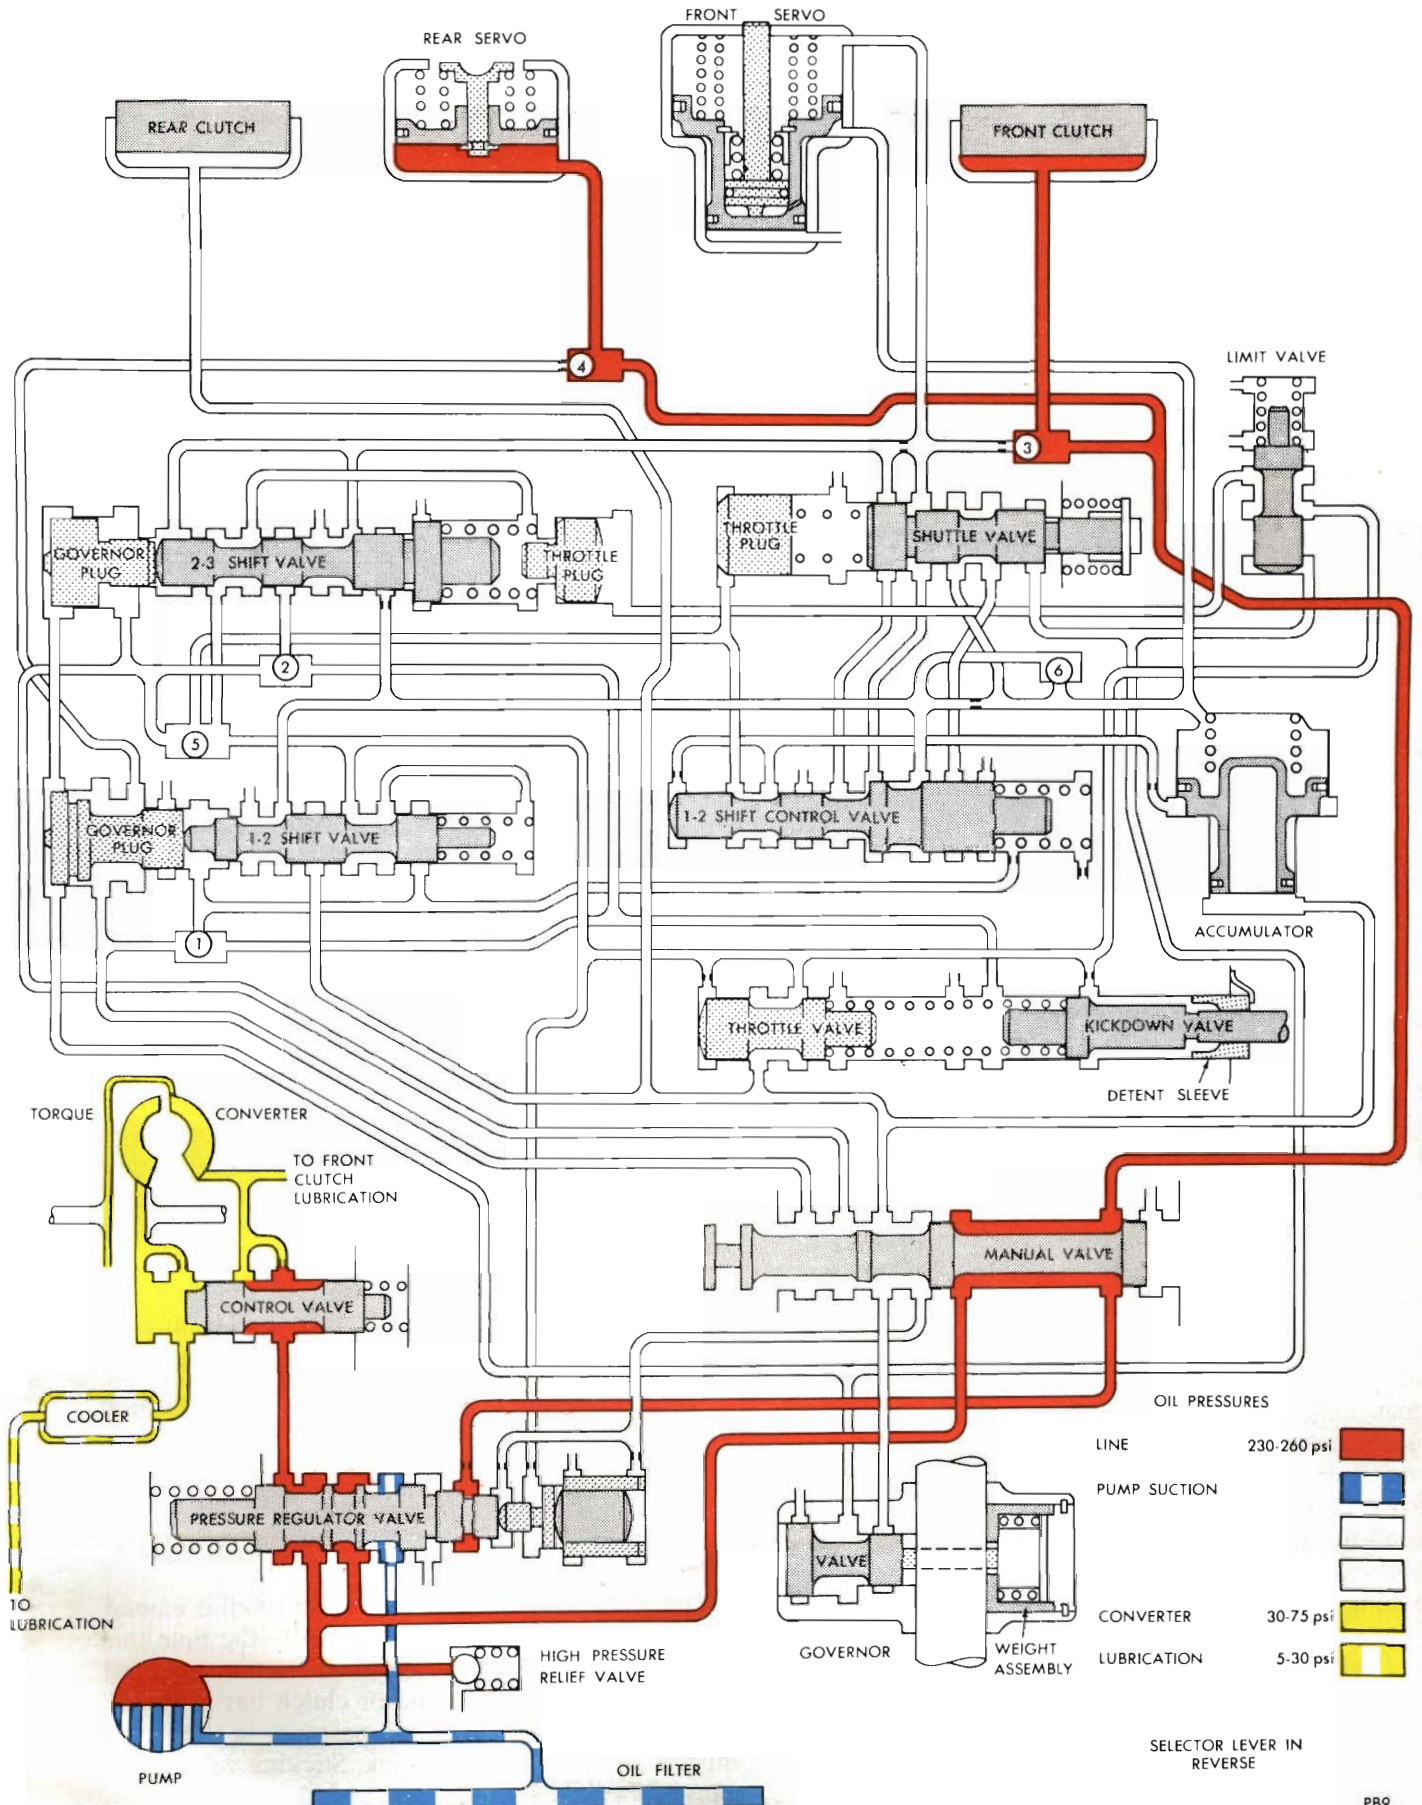 FRONT SERVO
REAR SERVO
REAR CLUTCH
FRONT CLUTCH
LIMIT VALVE
4
3
GOVERNOR
PLUG
2-3 SHIFT VALVE
THROTTLE
PLUG
THROTTLE
PLUG
SHUTTLE VALVE
2
6
5
GOVERNOR
PLUG
1-2 SHIFT VALVE
1-2 SHIFT CONTROL VALVE
ACCUMULATOR
1
THROTTLE VALVE
KICKDOWN VALVE
DETENT SLEEVE
TORQUE CONVERTER
TO FRONT
CLUTCH
LUBRICATION
MANUAL VALVE
CONTROL VALVE
COOLER
OIL PRESSURES
LINE 230-260 psi
PUMP SUCTION
PRESSURE REGULATOR VALVE
VALVE
TO
LUBRICATION
CONVERTER 30-75 psi
LUBRICATION 5-30 psi
GOVERNOR
WEIGHT
ASSEMBLY
HIGH PRESSURE
RELIEF VALVE
PUMP
OIL FILTER
SELECTOR LEVER IN
REVERSE